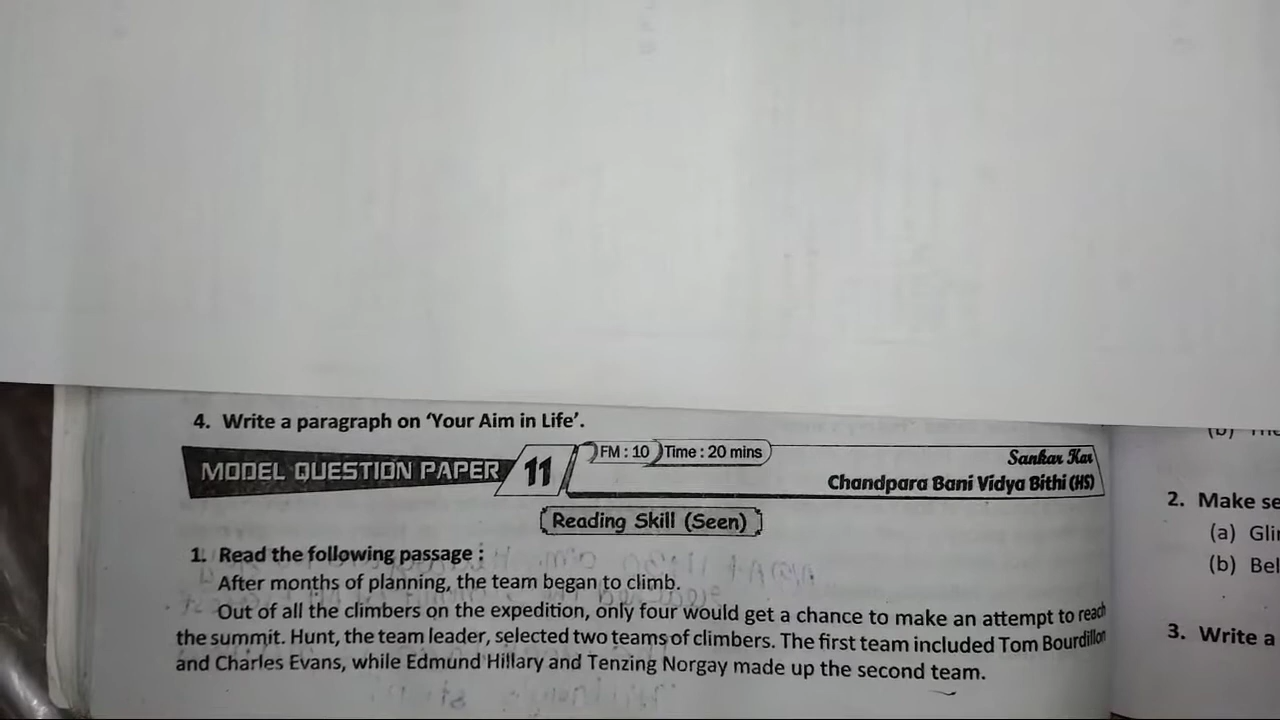 4. Write a paragraph on ‘Your Aim in Life’.
MODEL QUESTION PAPER 11 FM : 10 Time : 20 mins
Sankar Kar
Chandpara Bani Vidya Bithi (HS)
Reading Skill (Seen)
1. Read the following passage :
After months of planning, the team began to climb.
Out of all the climbers on the expedition, only four would get a chance to make an attempt to reach
the summit. Hunt, the team leader, selected two teams of climbers. The first team included Tom Bourdillon
and Charles Evans, while Edmund Hillary and Tenzing Norgay made up the second team.
2. Make se
(a) Gli
(b) Bel
3. Write a